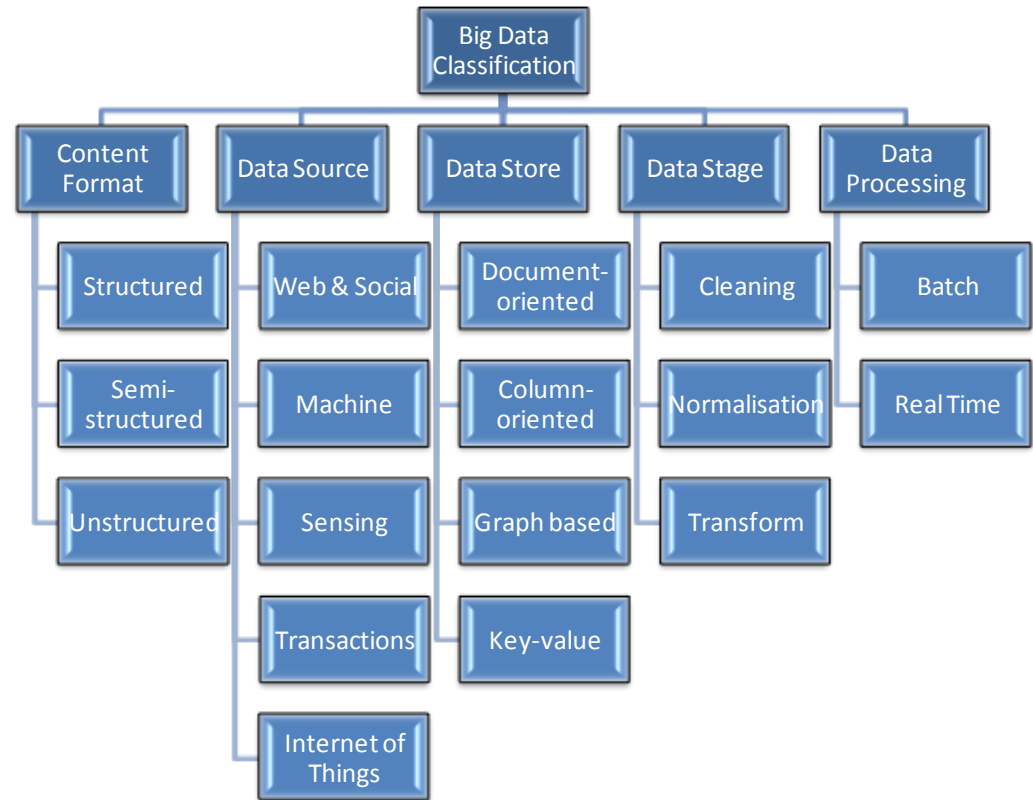 Big Data
Classification
Content
Format
Data Source
Data Store
Data Stage
Data
Processing
Structured
Semi-
structured
Unstructured
Web & Social
Machine
Sensing
Transactions
Internet of
Things
Document-
oriented
Column-
oriented
Graph based
Key-value
Cleaning
Normalisation
Transform
Batch
Real Time